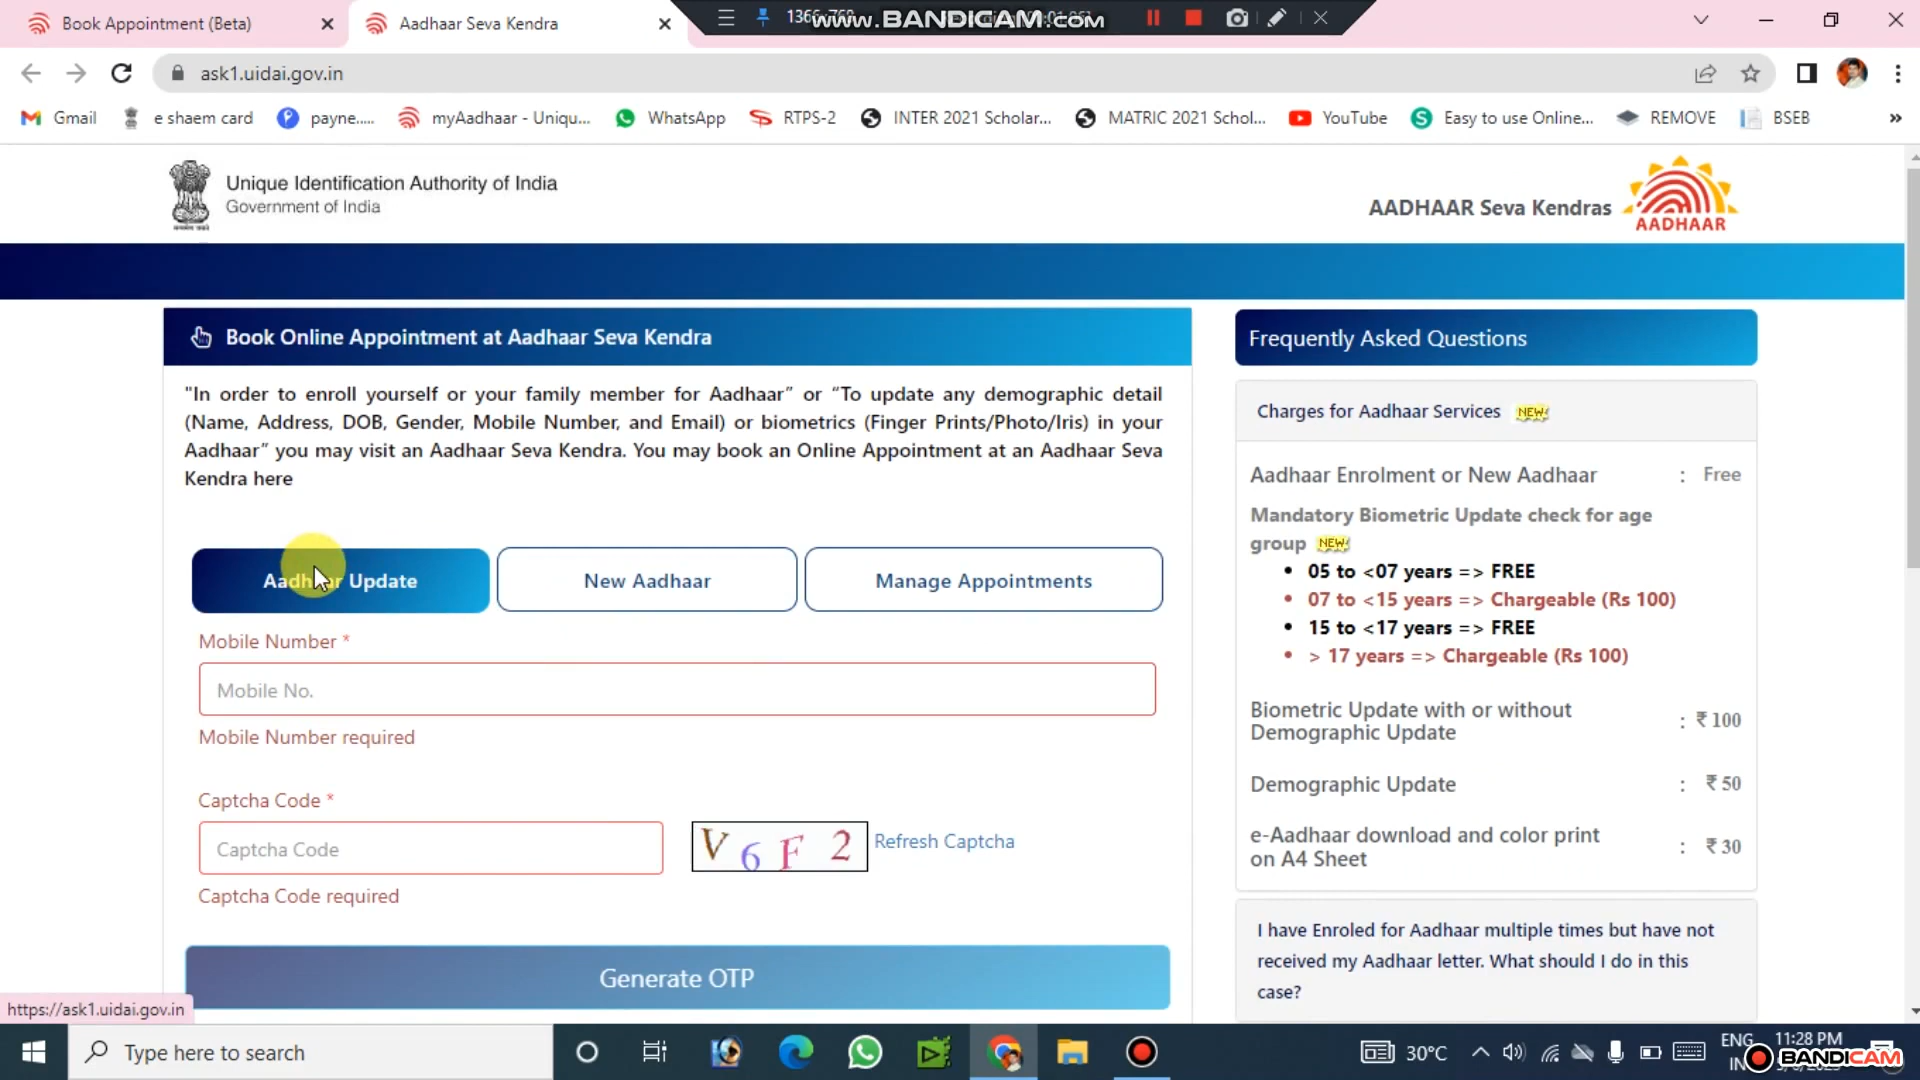 Book Appointment (Beta)
Aadhaar Seva Kendra
www.BANDICAM.com
ask1.uidai.gov.in
Gmail
e shaem card
payne.....
myAadhaar - Uniqu...
WhatsApp
RTPS-2
INTER 2021 Scholar...
MATRIC 2021 Schol...
YouTube
Easy to use Online...
REMOVE
BSEB
»
Unique Identification Authority of India
Government of India
AADHAAR Seva Kendras
AADHAAR
Book Online Appointment at Aadhaar Seva Kendra
"In order to enroll yourself or your family member for Aadhaar” or “To update any demographic detail
(Name, Address, DOB, Gender, Mobile Number, and Email) or biometrics (Finger Prints/Photo/Iris) in your
Aadhaar” you may visit an Aadhaar Seva Kendra. You may book an Online Appointment at an Aadhaar Seva
Kendra here
Aadhaar Update
New Aadhaar
Manage Appointments
Mobile Number *
Mobile No.
Mobile Number required
Captcha Code *
Captcha Code
V 6 F 2
Refresh Captcha
Captcha Code required
Generate OTP
Frequently Asked Questions
Charges for Aadhaar Services NEW!
Aadhaar Enrolment or New Aadhaar : Free
Mandatory Biometric Update check for age
group NEW!
• 05 to <07 years => FREE
• 07 to <15 years => Chargeable (Rs 100)
• 15 to <17 years => FREE
• > 17 years => Chargeable (Rs 100)
Biometric Update with or without
Demographic Update : ₹ 100
Demographic Update : ₹ 50
e-Aadhaar download and color print
on A4 Sheet : ₹ 30
I have Enroled for Aadhaar multiple times but have not
received my Aadhaar letter. What should I do in this
case?
https://ask1.uidai.gov.in
Type here to search
30°C
ENG
11:28 PM
BANDICAM